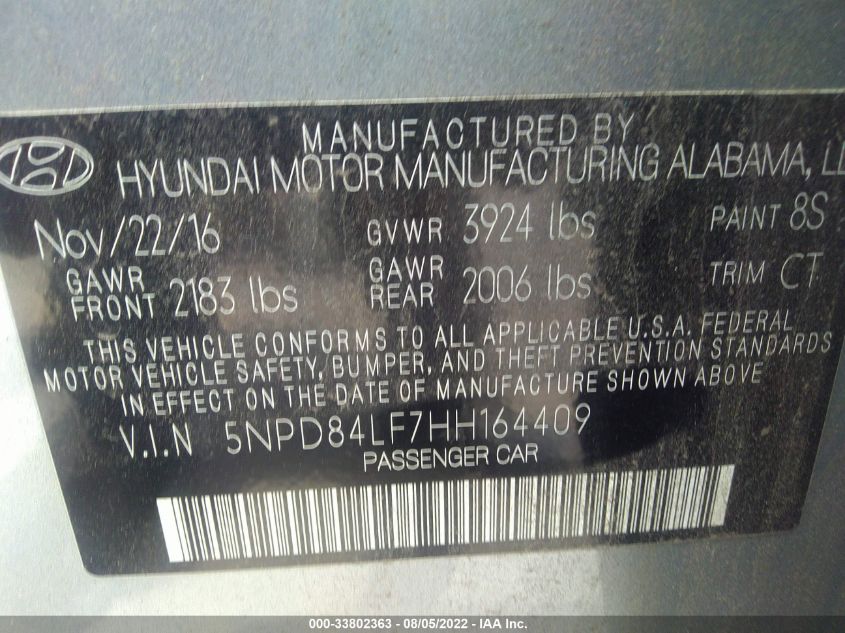 MANUFACTURED BY
HYUNDAI MOTOR MANUFACTURING ALABAMA, LL
Nov/22/16 GVWR 3924 lbs PAINT 8S
GAWR FRONT 2183 lbs GAWR REAR 2006 lbs TRIM CT
THIS VEHICLE CONFORMS TO ALL APPLICABLE U.S.A. FEDERAL
MOTOR VEHICLE SAFETY, BUMPER, AND THEFT PREVENTION STANDARDS
IN EFFECT ON THE DATE OF MANUFACTURE SHOWN ABOVE
V.I.N 5NPD84LF7HH164409
PASSENGER CAR
000-33802363 - 08/05/2022 - IAA Inc.